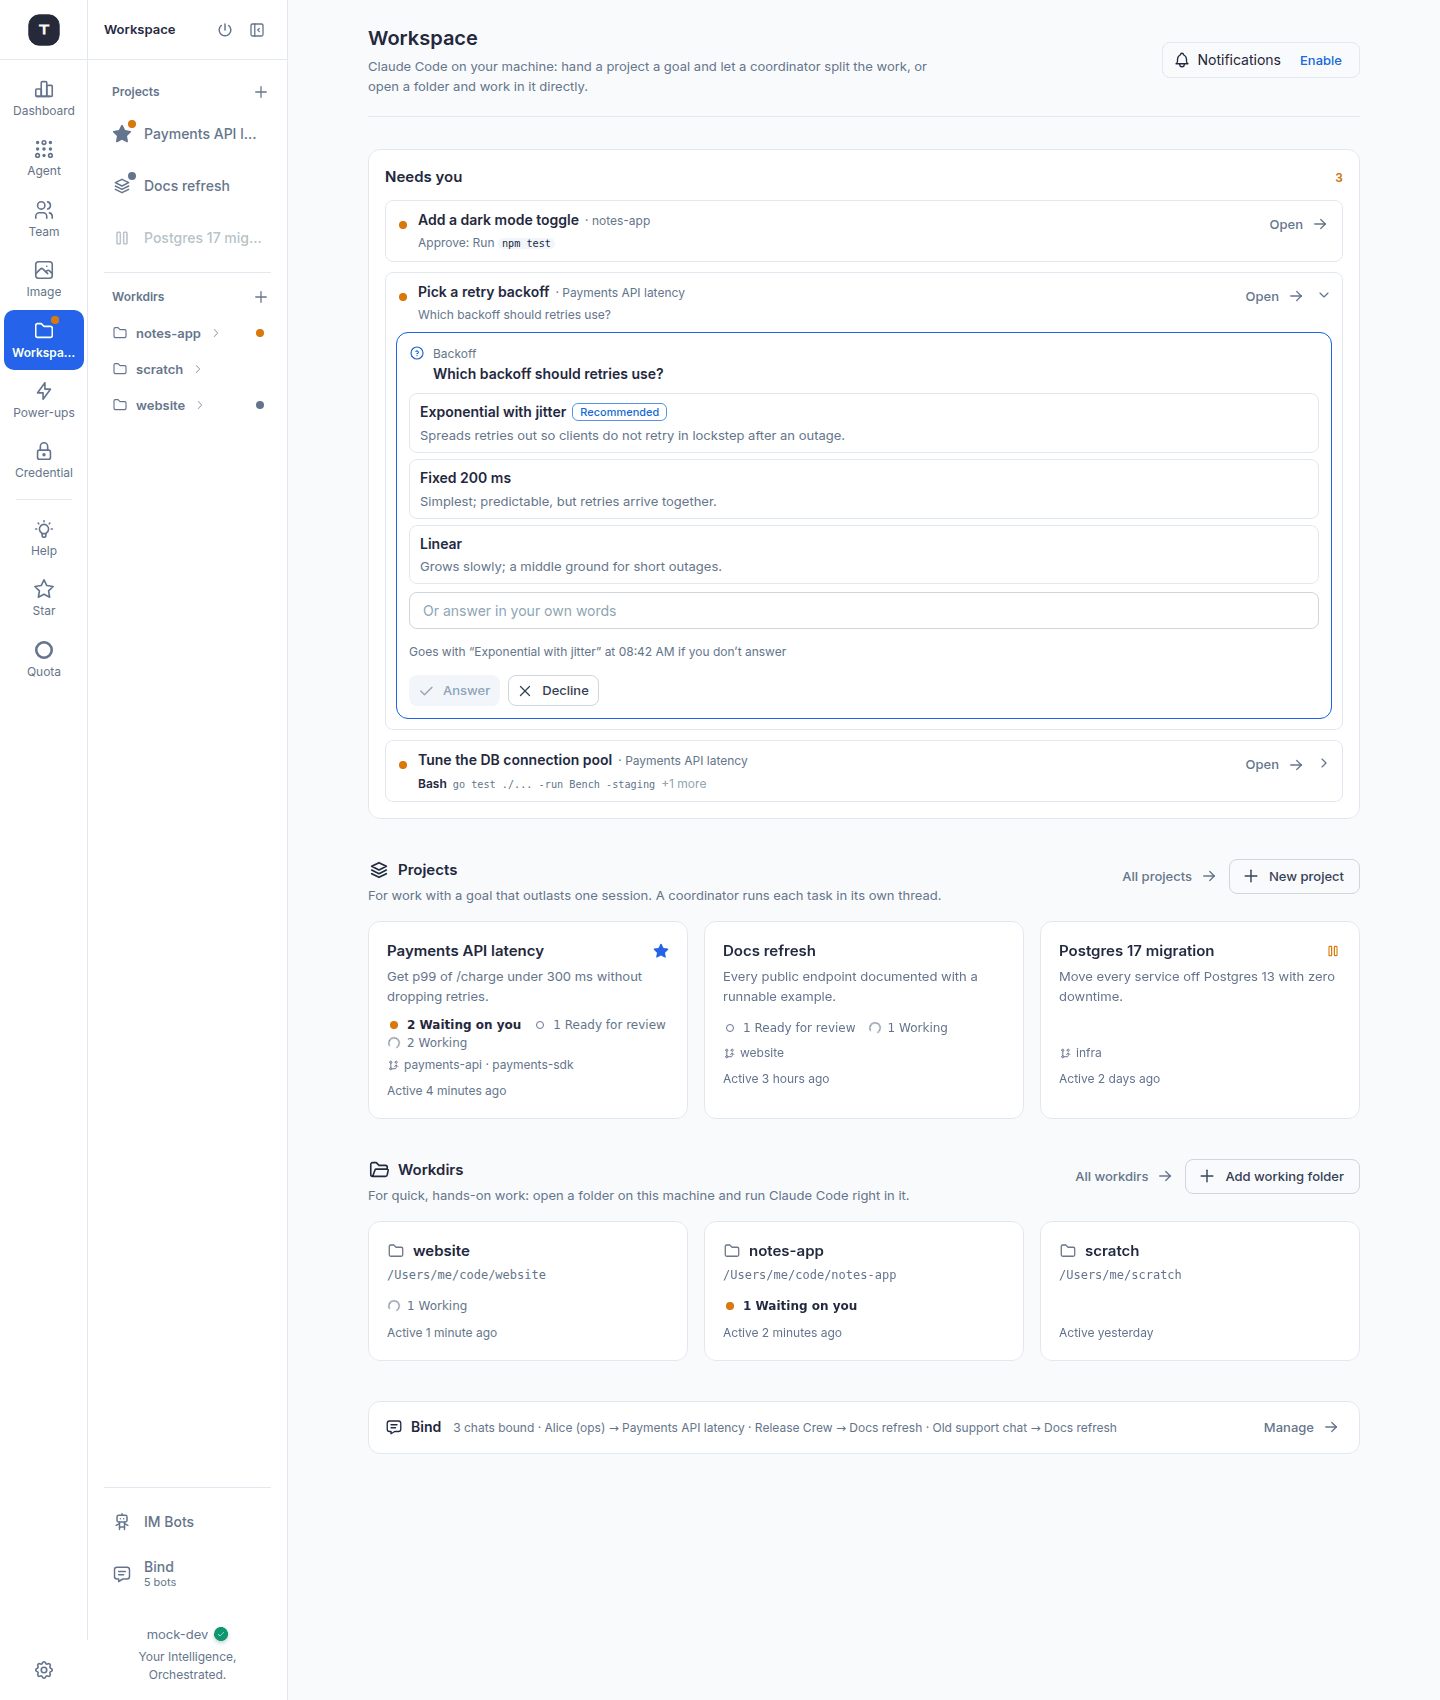 T
Workspace
Dashboard
Agent
Team
Image
Workspa...
Power-ups
Credential
Help
Star
Quota
Projects
Payments API l...
Docs refresh
Postgres 17 mig...
Workdirs
notes-app
scratch
website
IM Bots
Bind
5 bots
mock-dev
Your Intelligence,
Orchestrated.
Workspace
Claude Code on your machine: hand a project a goal and let a coordinator split the work, or
open a folder and work in it directly.
Notifications Enable
Needs you 3
Add a dark mode toggle · notes-app Open
Approve: Run npm test
Pick a retry backoff · Payments API latency Open
Which backoff should retries use?
Backoff
Which backoff should retries use?
Exponential with jitter Recommended
Spreads retries out so clients do not retry in lockstep after an outage.
Fixed 200 ms
Simplest; predictable, but retries arrive together.
Linear
Grows slowly; a middle ground for short outages.
Or answer in your own words
Goes with “Exponential with jitter” at 08:42 AM if you don’t answer
Answer Decline
Tune the DB connection pool · Payments API latency Open
Bash go test ./... -run Bench -staging +1 more
Projects
For work with a goal that outlasts one session. A coordinator runs each task in its own thread.
All projects New project
Payments API latency
Get p99 of /charge under 300 ms without
dropping retries.
2 Waiting on you 1 Ready for review
2 Working
payments-api · payments-sdk
Active 4 minutes ago
Docs refresh
Every public endpoint documented with a
runnable example.
1 Ready for review 1 Working
website
Active 3 hours ago
Postgres 17 migration
Move every service off Postgres 13 with zero
downtime.
infra
Active 2 days ago
Workdirs
For quick, hands-on work: open a folder on this machine and run Claude Code right in it.
All workdirs Add working folder
website
/Users/me/code/website
1 Working
Active 1 minute ago
notes-app
/Users/me/code/notes-app
1 Waiting on you
Active 2 minutes ago
scratch
/Users/me/scratch
Active yesterday
Bind 3 chats bound · Alice (ops) → Payments API latency · Release Crew → Docs refresh · Old support chat → Docs refresh Manage